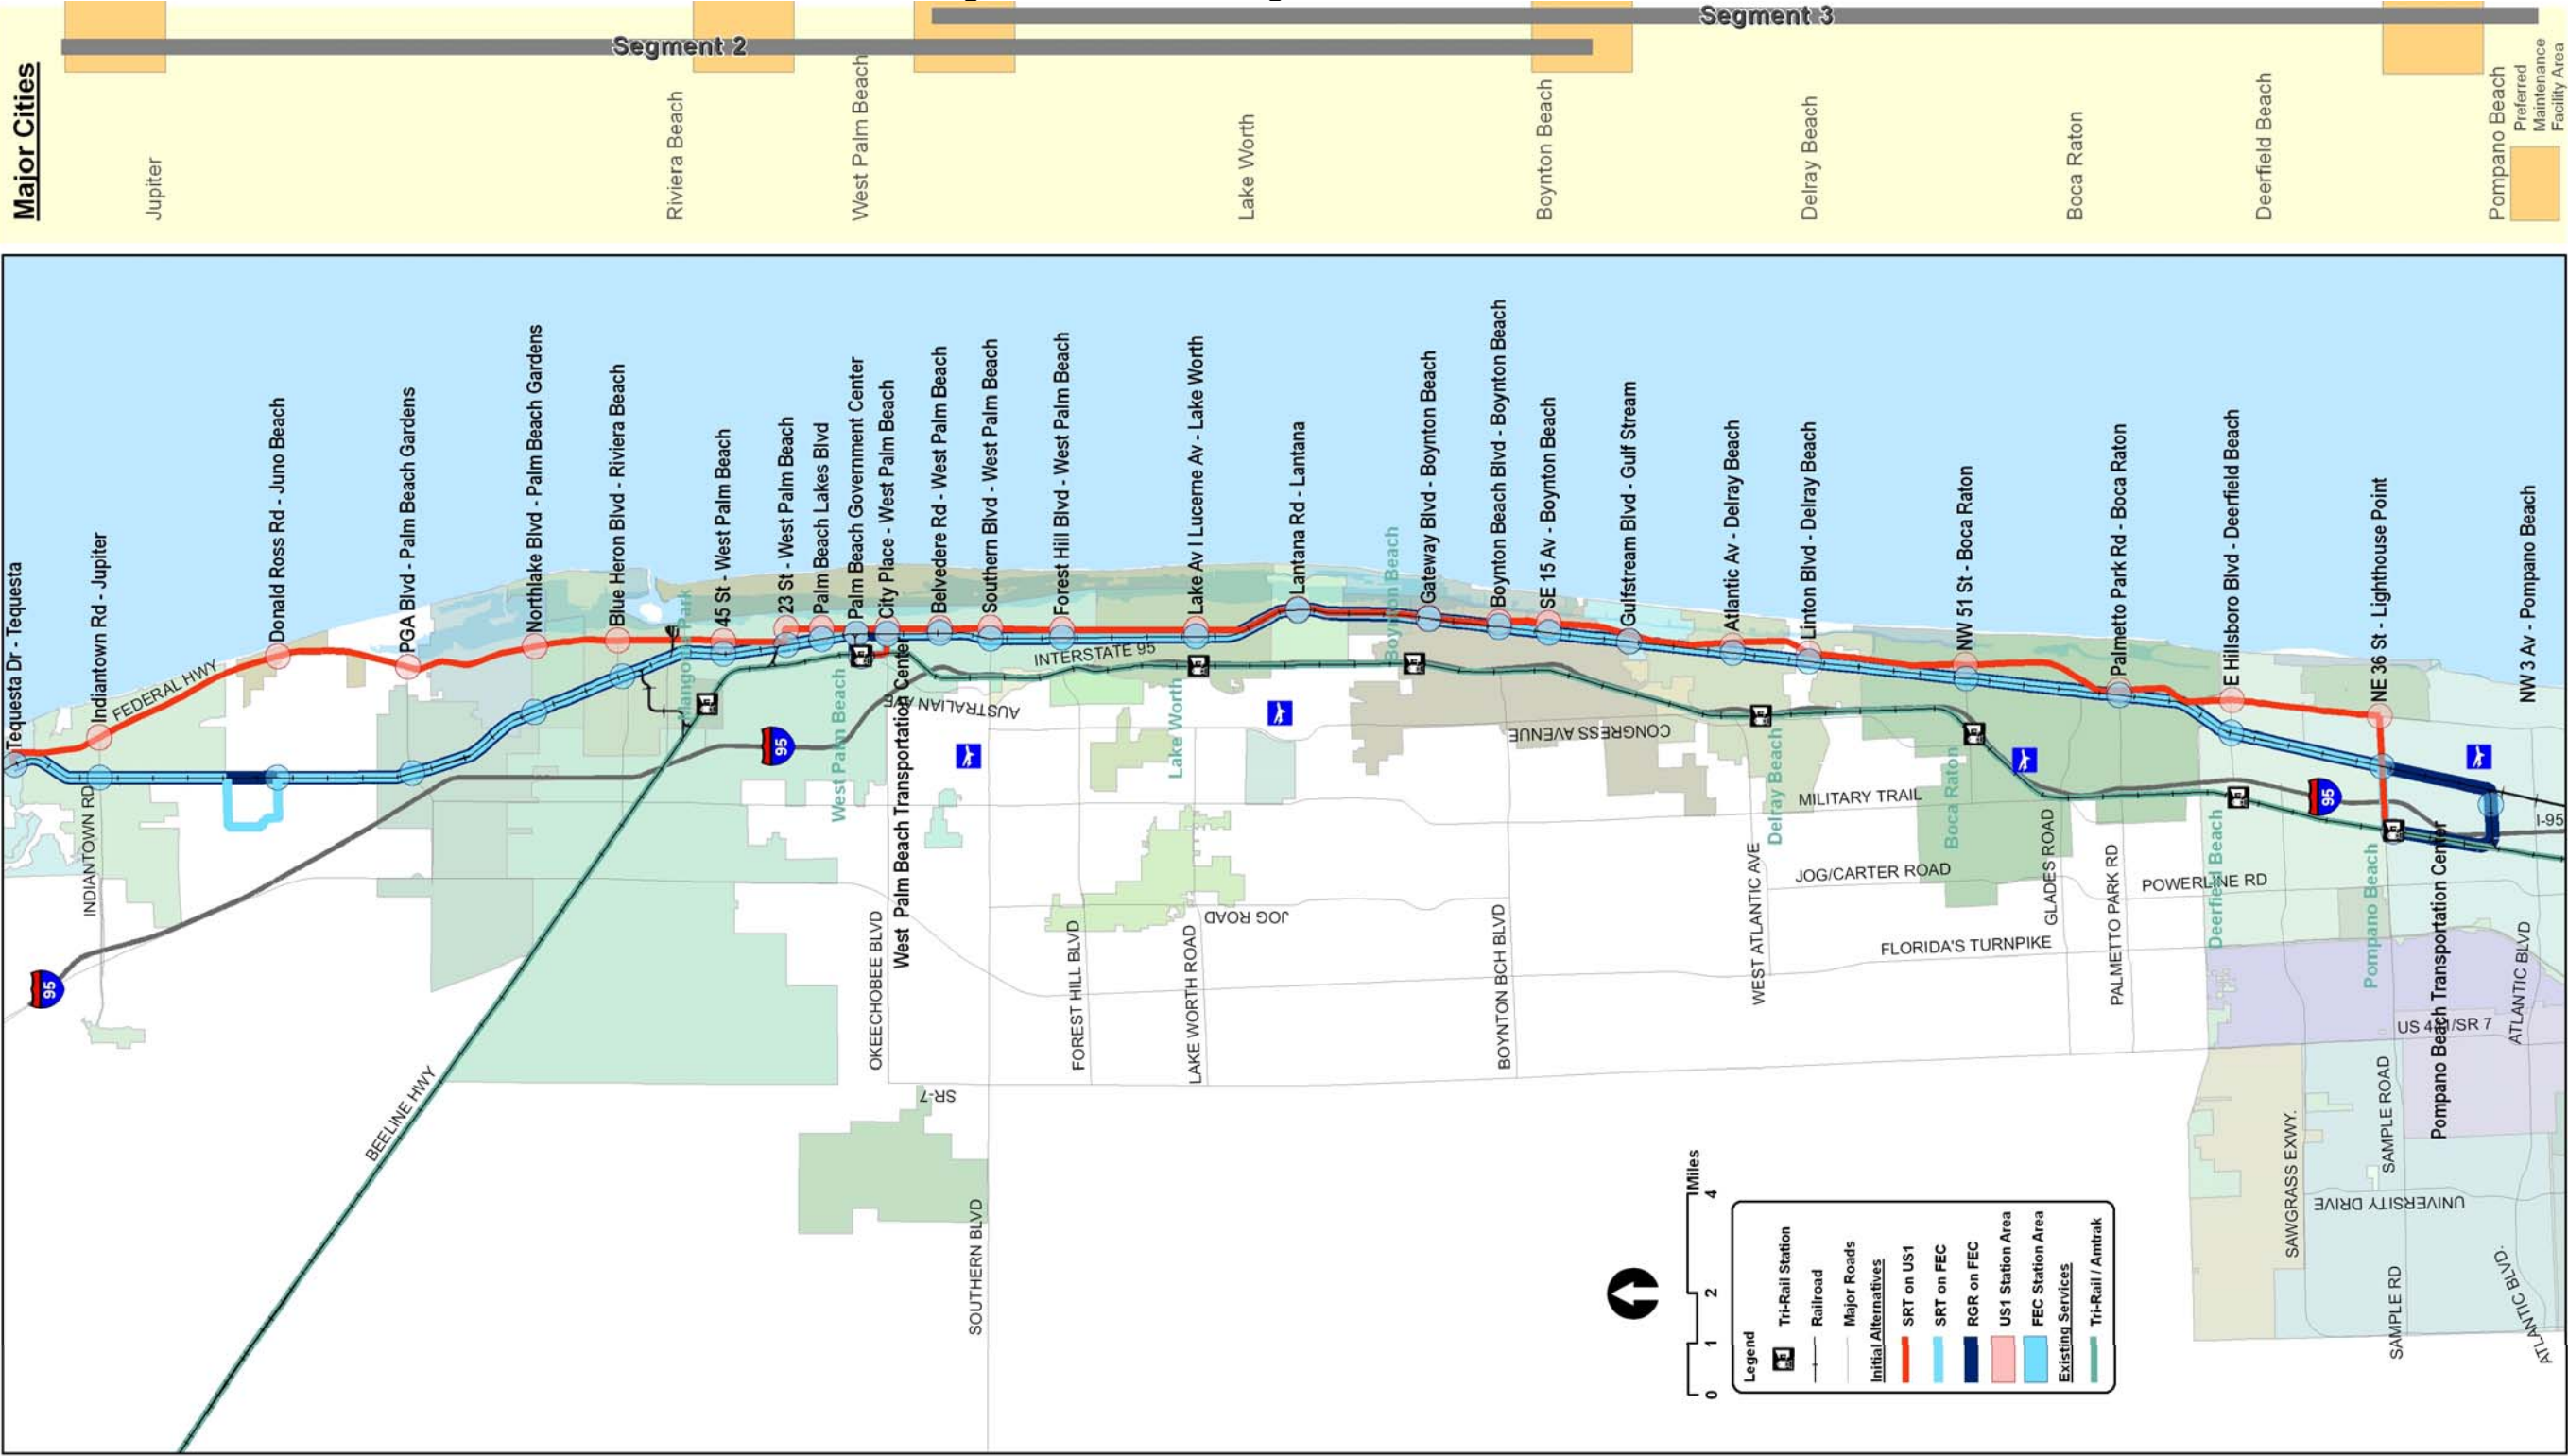 Segment 3
Segment 2
Major Cities
Jupiter
Riviera Beach
West Palm Beach
Lake Worth
Boynton Beach
Delray Beach
Boca Raton
Deerfield Beach
Pompano Beach
Preferred
Maintenance
Facility Area
Tequesta Dr - Tequesta
Indiantown Rd - Jupiter
Donald Ross Rd - Juno Beach
PGA Blvd - Palm Beach Gardens
Northlake Blvd - Palm Beach Gardens
Blue Heron Blvd - Riviera Beach
45 St - West Palm Beach
23 St - West Palm Beach
Palm Beach Lakes Blvd
Palm Beach Government Center
City Place - West Palm Beach
Belvedere Rd - West Palm Beach
Southern Blvd - West Palm Beach
Forest Hill Blvd - West Palm Beach
Lake Av l Lucerne Av - Lake Worth
Lantana Rd - Lantana
Gateway Blvd - Boynton Beach
Boynton Beach Blvd - Boynton Beach
SE 15 Av - Boynton Beach
Gulfstream Blvd - Gulf Stream
Atlantic Av - Delray Beach
Linton Blvd - Delray Beach
NW 51 St - Boca Raton
Palmetto Park Rd - Boca Raton
E Hillsboro Blvd - Deerfield Beach
NE 36 St - Lighthouse Point
NW 3 Av - Pompano Beach
FEDERAL HWY
INTERSTATE 95
Mangonia Park
West Palm Beach
Lake Worth
Boynton Beach
Delray Beach
Boca Raton
Deerfield Beach
Pompano Beach
West Palm Beach Transportation Center
Pompano Beach Transportation Center
AUSTRALIAN AVE
CONGRESS AVENUE
MILITARY TRAIL
JOG/CARTER ROAD
POWERLINE RD
JOG ROAD
FLORIDA'S TURNPIKE
I-95
95
95
95
INDIANTOWN RD
BEELINE HWY
OKEECHOBEE BLVD
SR-7
SOUTHERN BLVD
FOREST HILL BLVD
LAKE WORTH ROAD
BOYNTON BCH BLVD
WEST ATLANTIC AVE
GLADES ROAD
PALMETTO PARK RD
US 441/SR 7
ATLANTIC BLVD
SAMPLE ROAD
SAWGRASS EXWY.
UNIVERSITY DRIVE
SAMPLE RD
ATLANTIC BLVD.
0 1 2 4 Miles
Legend
Tri-Rail Station
Railroad
Major Roads
Initial Alternatives
SRT on US1
SRT on FEC
RGR on FEC
US1 Station Area
FEC Station Area
Existing Services
Tri-Rail / Amtrak